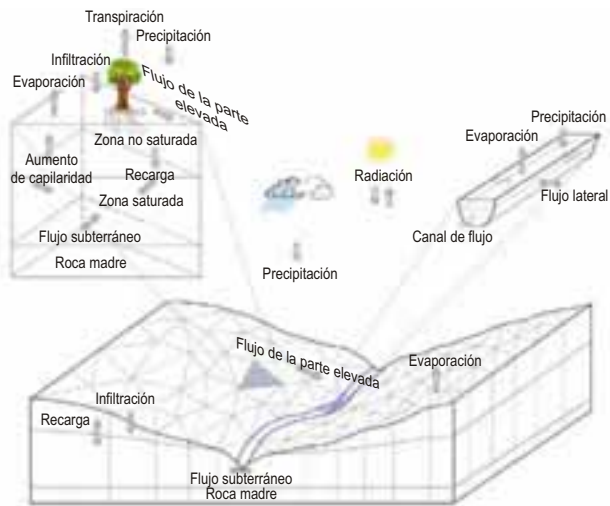 Transpiración
Precipitación
Infiltración
Evaporación
Flujo de la parte
elevada
Zona no saturada
Aumento
de capilaridad
Recarga
Zona saturada
Flujo subterráneo
Roca madre
Radiación
Precipitación
Precipitación
Evaporación
Flujo lateral
Canal de flujo
Flujo de la parte elevada
Evaporación
Infiltración
Recarga
Flujo subterráneo
Roca madre